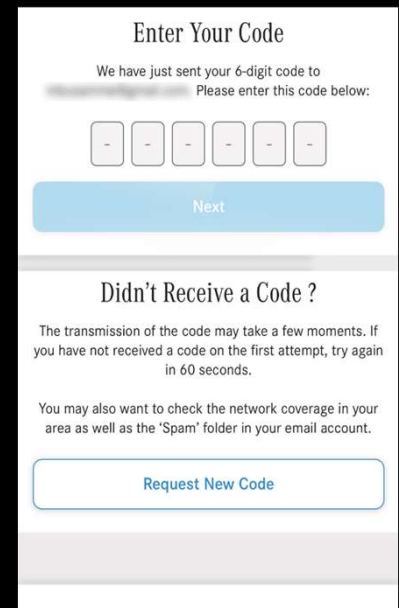 Enter Your Code
We have just sent your 6-digit code to
Please enter this code below:
- - - - - -
Next
Didn't Receive a Code ?
The transmission of the code may take a few moments. If
you have not received a code on the first attempt, try again
in 60 seconds.
You may also want to check the network coverage in your
area as well as the 'Spam' folder in your email account.
Request New Code